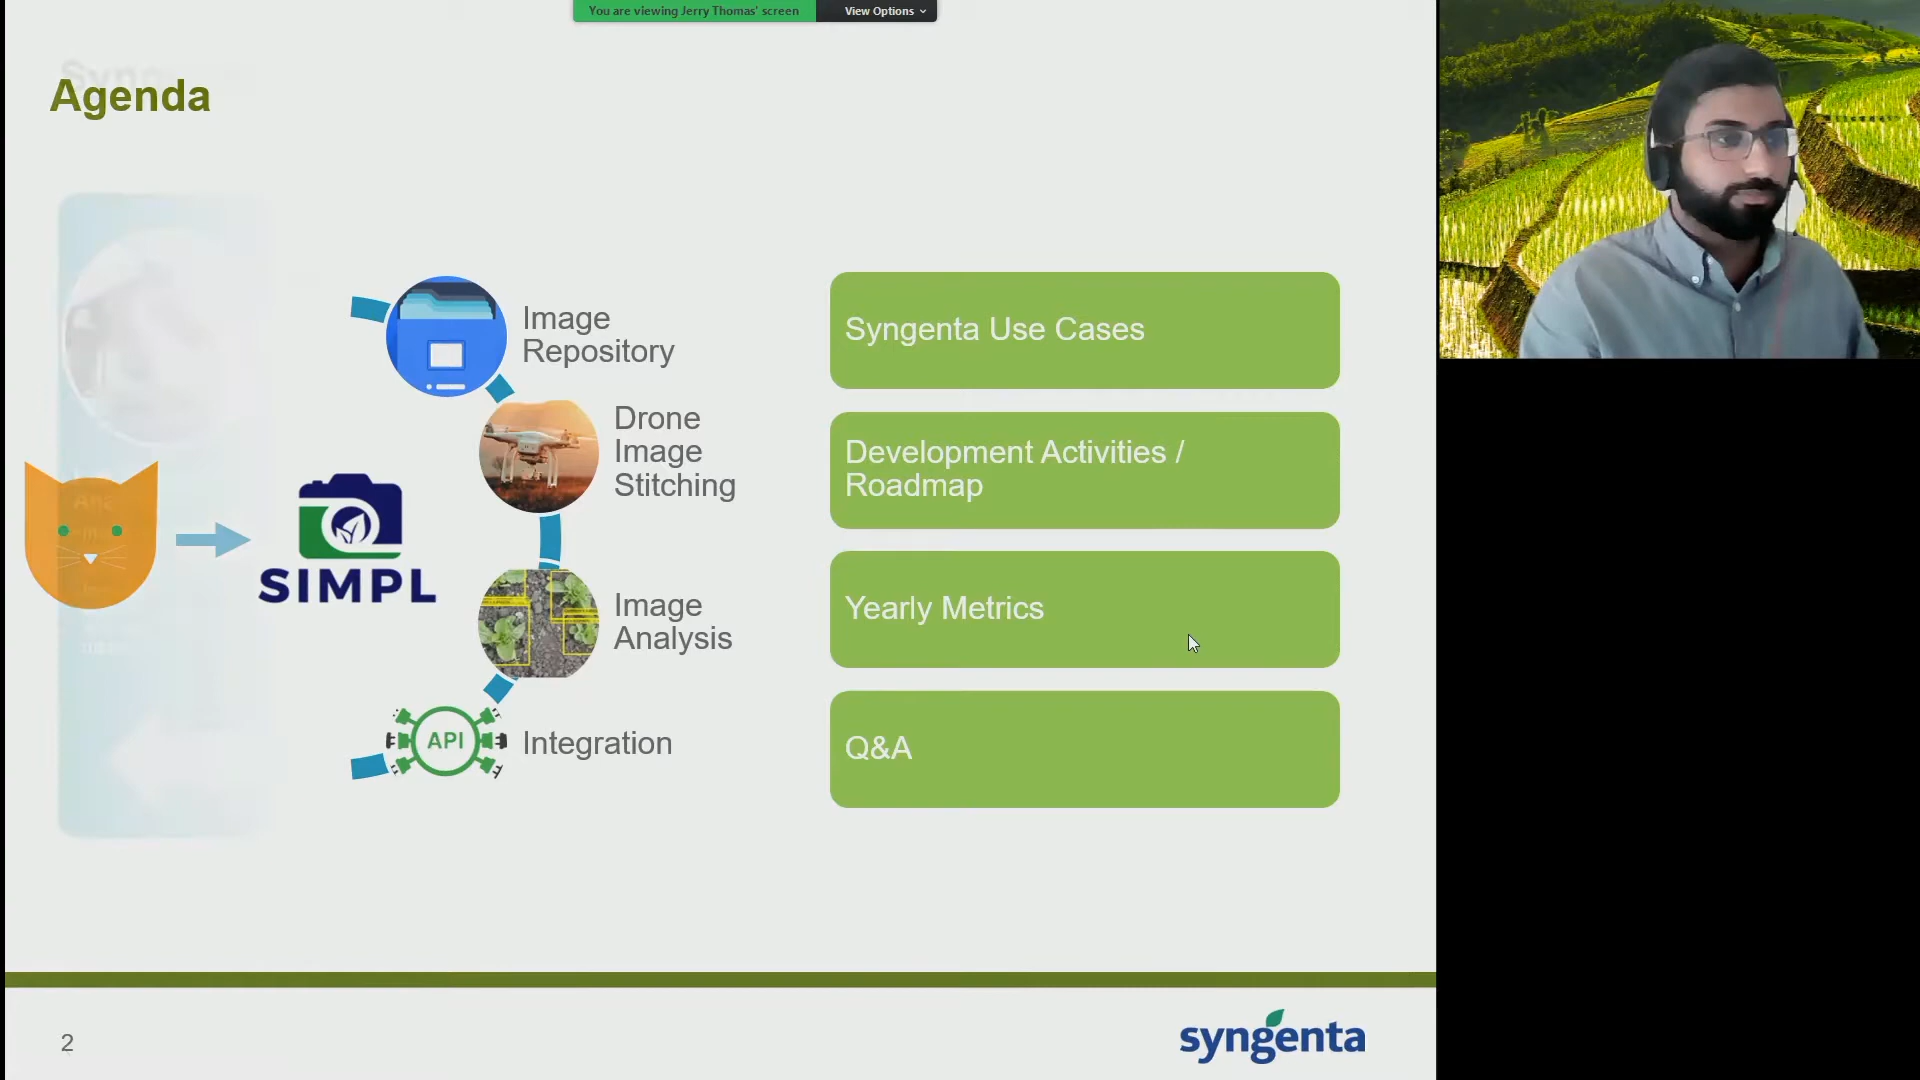 You are viewing Jerry Thomas' screen
View Options
Agenda
Image
Repository
Drone
Image
Stitching
SIMPL
Image
Analysis
API
Integration
Syngenta Use Cases
Development Activities /
Roadmap
Yearly Metrics
Q&A
2
syngenta